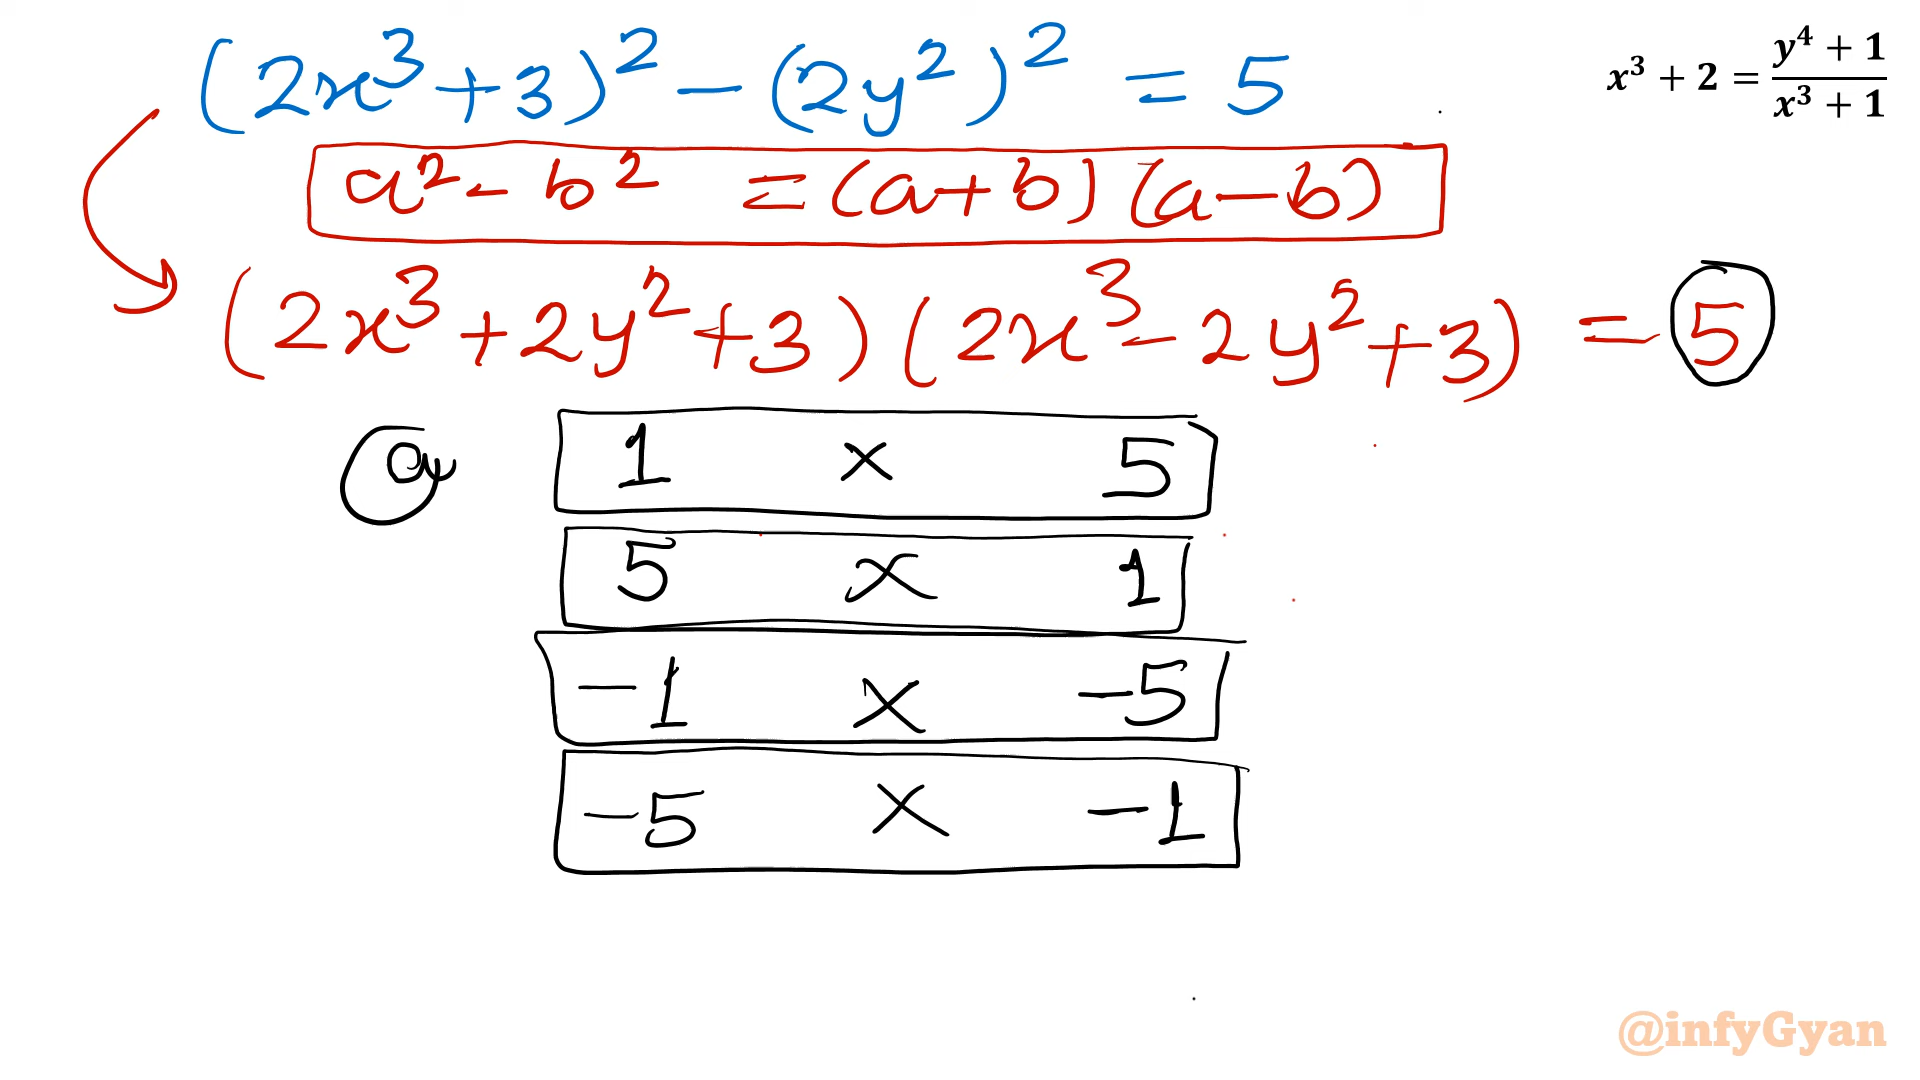 (2x³+3)² - (2y²)² = 5
x³ + 2 = (y⁴ + 1)/(x³ + 1)
a² - b² = (a+b) (a-b)
(2x³+2y²+3) (2x³-2y²+3) = 5
1 × 5
5 × 1
-1 × -5
-5 × -1
@infyGyan